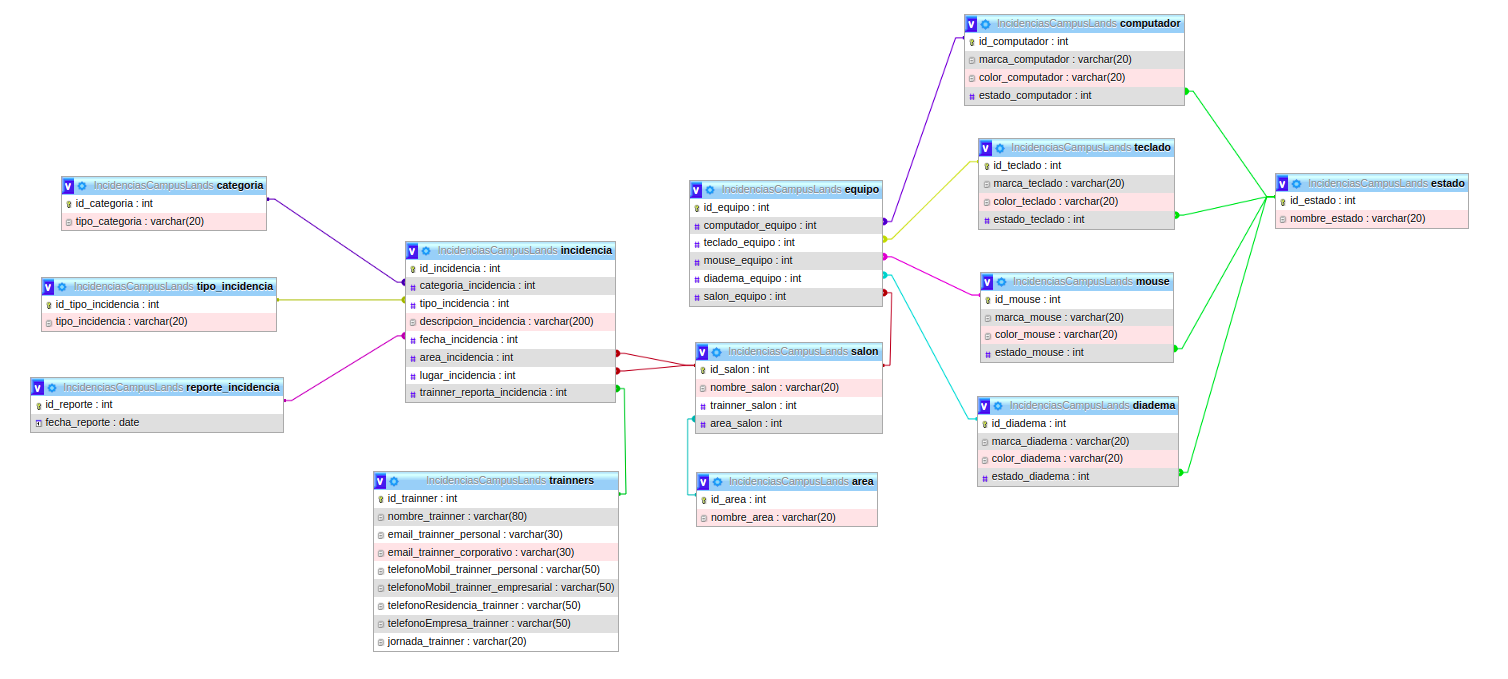 IncidenciasCampusLands categoria
id_categoria : int
tipo_categoria : varchar(20)
IncidenciasCampusLands tipo_incidencia
id_tipo_incidencia : int
tipo_incidencia : varchar(20)
IncidenciasCampusLands reporte_incidencia
id_reporte : int
fecha_reporte : date
IncidenciasCampusLands incidencia
id_incidencia : int
categoria_incidencia : int
tipo_incidencia : int
descripcion_incidencia : varchar(200)
fecha_incidencia : int
area_incidencia : int
lugar_incidencia : int
trainner_reporta_incidencia : int
IncidenciasCampusLands trainners
id_trainner : int
nombre_trainner : varchar(80)
email_trainner_personal : varchar(30)
email_trainner_corporativo : varchar(30)
telefonoMobil_trainner_personal : varchar(50)
telefonoMobil_trainner_empresarial : varchar(50)
telefonoResidencia_trainner : varchar(50)
telefonoEmpresa_trainner : varchar(50)
jornada_trainner : varchar(20)
IncidenciasCampusLands equipo
id_equipo : int
computador_equipo : int
teclado_equipo : int
mouse_equipo : int
diadema_equipo : int
salon_equipo : int
IncidenciasCampusLands salon
id_salon : int
nombre_salon : varchar(20)
trainner_salon : int
area_salon : int
IncidenciasCampusLands area
id_area : int
nombre_area : varchar(20)
IncidenciasCampusLands computador
id_computador : int
marca_computador : varchar(20)
color_computador : varchar(20)
estado_computador : int
IncidenciasCampusLands teclado
id_teclado : int
marca_teclado : varchar(20)
color_teclado : varchar(20)
estado_teclado : int
IncidenciasCampusLands mouse
id_mouse : int
marca_mouse : varchar(20)
color_mouse : varchar(20)
estado_mouse : int
IncidenciasCampusLands diadema
id_diadema : int
marca_diadema : varchar(20)
color_diadema : varchar(20)
estado_diadema : int
IncidenciasCampusLands estado
id_estado : int
nombre_estado : varchar(20)